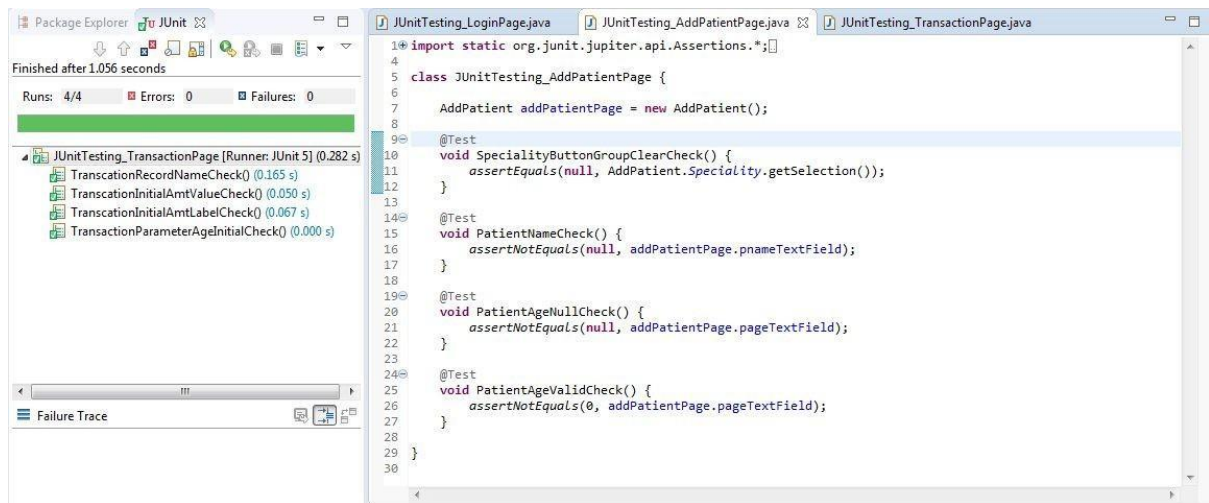 Package Explorer JUnit
Finished after 1.056 seconds
Runs: 4/4 Errors: 0 Failures: 0
JUnitTesting_TransactionPage [Runner: JUnit 5] (0.282 s)
TranscationRecordNameCheck() (0.165 s)
TranscationInitialAmtValueCheck() (0.050 s)
TranscationInitialAmtLabelCheck() (0.067 s)
TransactionParameterAgeInitialCheck() (0.000 s)
Failure Trace
JUnitTesting_LoginPage.java JUnitTesting_AddPatientPage.java JUnitTesting_TransactionPage.java
1 import static org.junit.jupiter.api.Assertions.*;
4
5 class JUnitTesting_AddPatientPage {
6
7 AddPatient addPatientPage = new AddPatient();
8
9 @Test
10 void SpecialityButtonGroupClearCheck() {
11 assertEquals(null, AddPatient.Speciality.getSelection());
12 }
13
14 @Test
15 void PatientNameCheck() {
16 assertNotEquals(null, addPatientPage.pnameTextField);
17 }
18
19 @Test
20 void PatientAgeNullCheck() {
21 assertNotEquals(null, addPatientPage.pageTextField);
22 }
23
24 @Test
25 void PatientAgeValidCheck() {
26 assertNotEquals(0, addPatientPage.pageTextField);
27 }
28
29 }
30